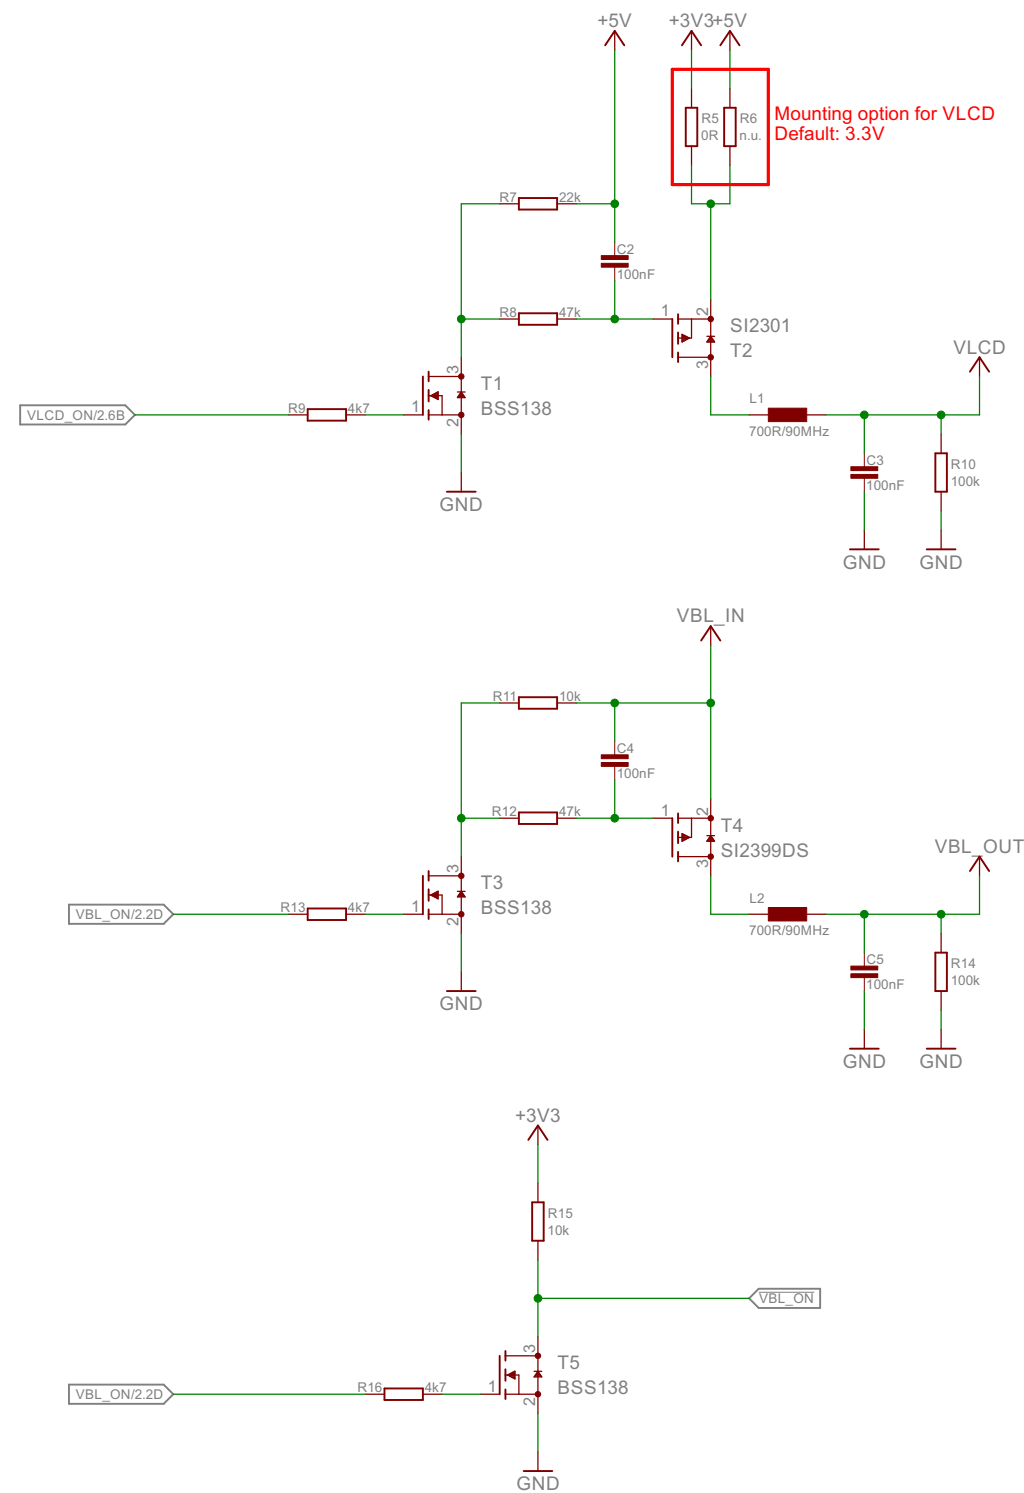 +5V
+3V3
+5V
R5
0R
R6
n.u.
Mounting option for VLCD
Default: 3.3V
R7
22k
C2
100nF
R8
47k
1
2
3
SI2301
T2
VLCD
VLCD_ON/2.6B
R9
4k7
1
3
2
T1
BSS138
GND
L1
700R/90MHz
C3
100nF
R10
100k
GND
GND
VBL_IN
R11
10k
C4
100nF
R12
47k
1
2
3
T4
SI2399DS
VBL_OUT
VBL_ON/2.2D
R13
4k7
1
3
2
T3
BSS138
GND
L2
700R/90MHz
C5
100nF
R14
100k
GND
GND
+3V3
R15
10k
VBL_ON
VBL_ON/2.2D
R16
4k7
1
3
2
T5
BSS138
GND